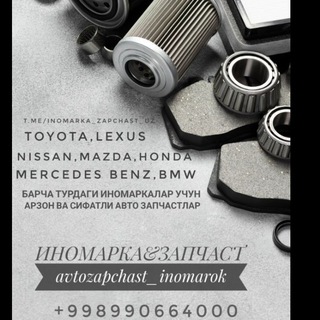 T.ME/INOMARKA_ZAPCHAST_UZ
TOYOTA,LEXUS
NISSAN,MAZDA,HONDA
MERCEDES BENZ,BMW
БАРЧА ТУРДАГИ ИНОМАРКАЛАР УЧУН
АРЗОН ВА СИФАТЛИ АВТО ЗАПЧАСТЛАР
ИНОМАРКА&ЗАПЧАСТ
avtozapchast_inomarok
+998990664000